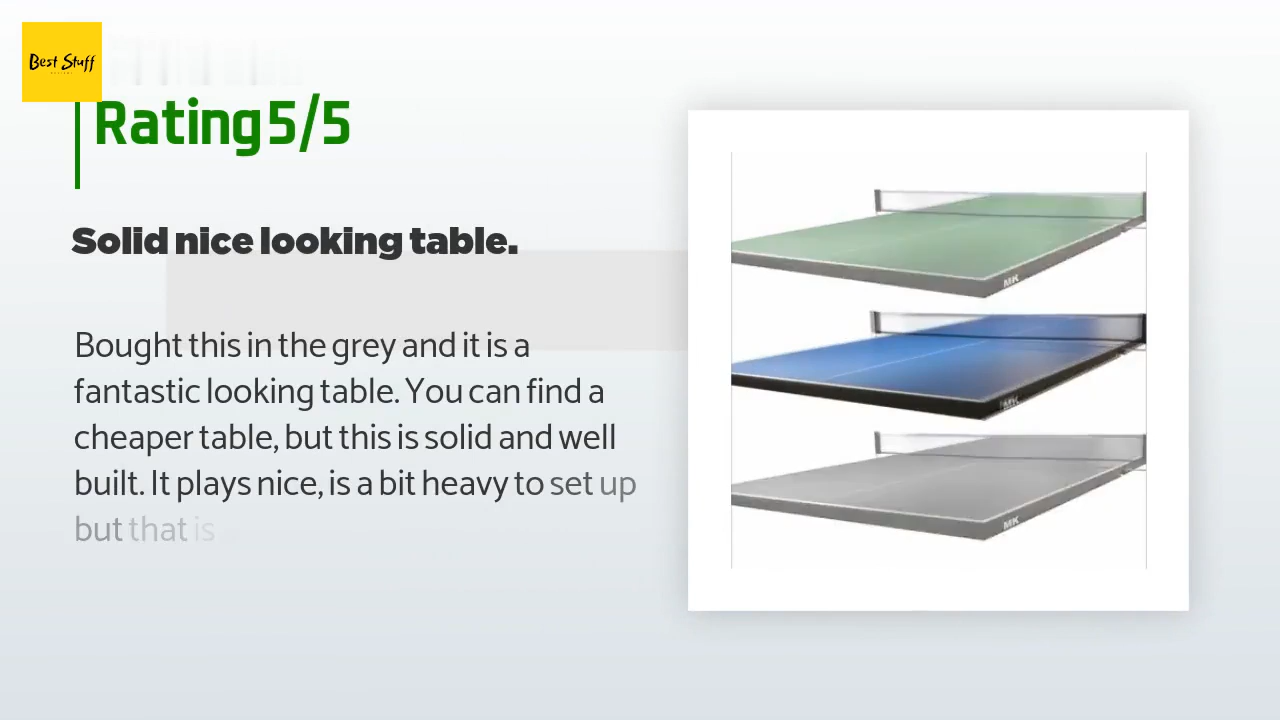 Best Stuff
Rating 5/5
Solid nice looking table.
Bought this in the grey and it is a
fantastic looking table. You can find a
cheaper table, but this is solid and well
built. It plays nice, is a bit heavy to set up
but that is
MK
MK
MK